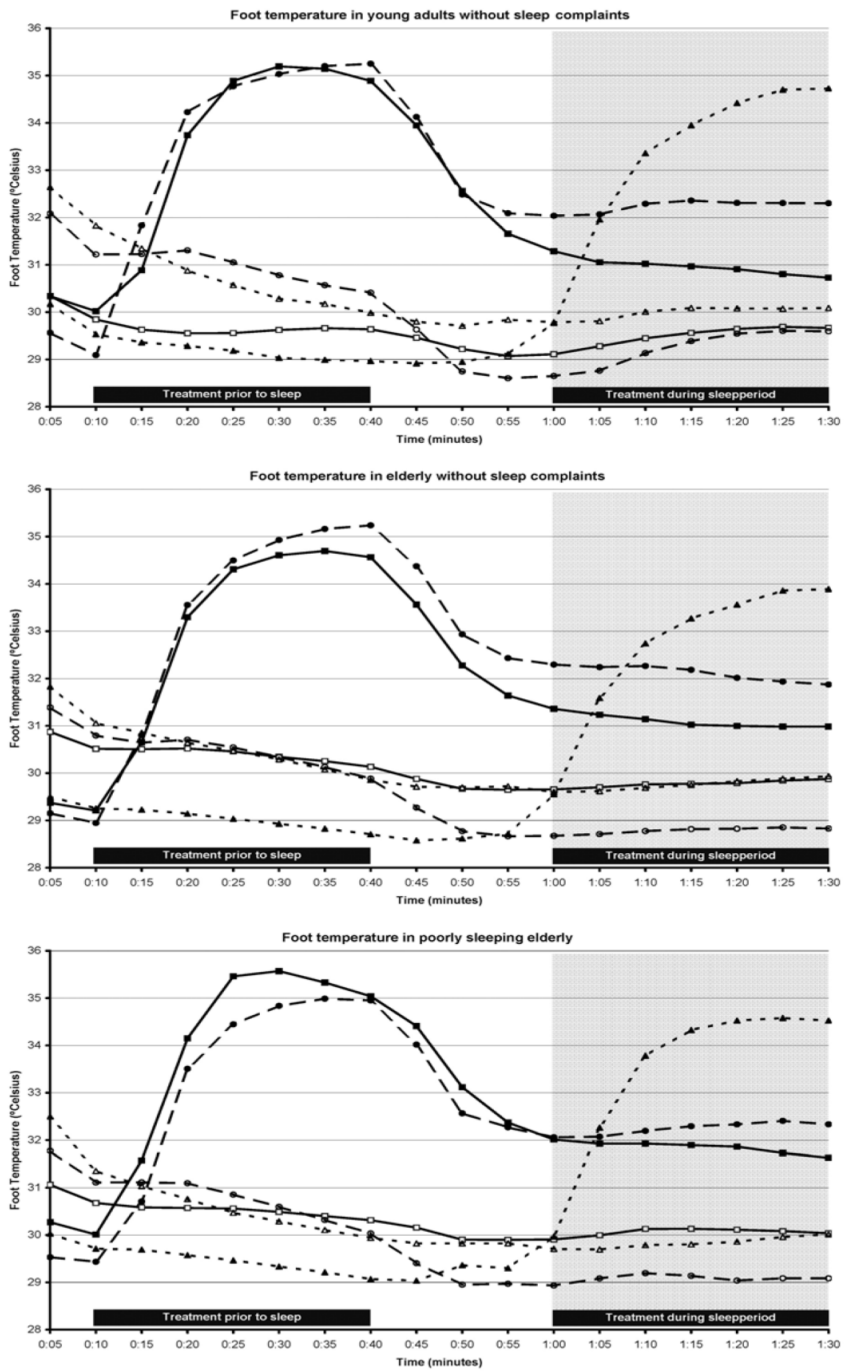 Foot temperature in young adults without sleep complaints
36
35
34
33
32
31
30
29
28
Foot Temperature (ºCelsius)
Treatment prior to sleep
Treatment during sleepperiod
0:05 0:10 0:15 0:20 0:25 0:30 0:35 0:40 0:45 0:50 0:55 1:00 1:05 1:10 1:15 1:20 1:25 1:30
Time (minutes)
Foot temperature in elderly without sleep complaints
36
35
34
33
32
31
30
29
28
Foot Temperature (ºCelsius)
Treatment prior to sleep
Treatment during sleepperiod
0:05 0:10 0:15 0:20 0:25 0:30 0:35 0:40 0:45 0:50 0:55 1:00 1:05 1:10 1:15 1:20 1:25 1:30
Time (minutes)
Foot temperature in poorly sleeping elderly
36
35
34
33
32
31
30
29
28
Foot Temperature (ºCelsius)
Treatment prior to sleep
Treatment during sleepperiod
0:05 0:10 0:15 0:20 0:25 0:30 0:35 0:40 0:45 0:50 0:55 1:00 1:05 1:10 1:15 1:20 1:25 1:30
Time (minutes)